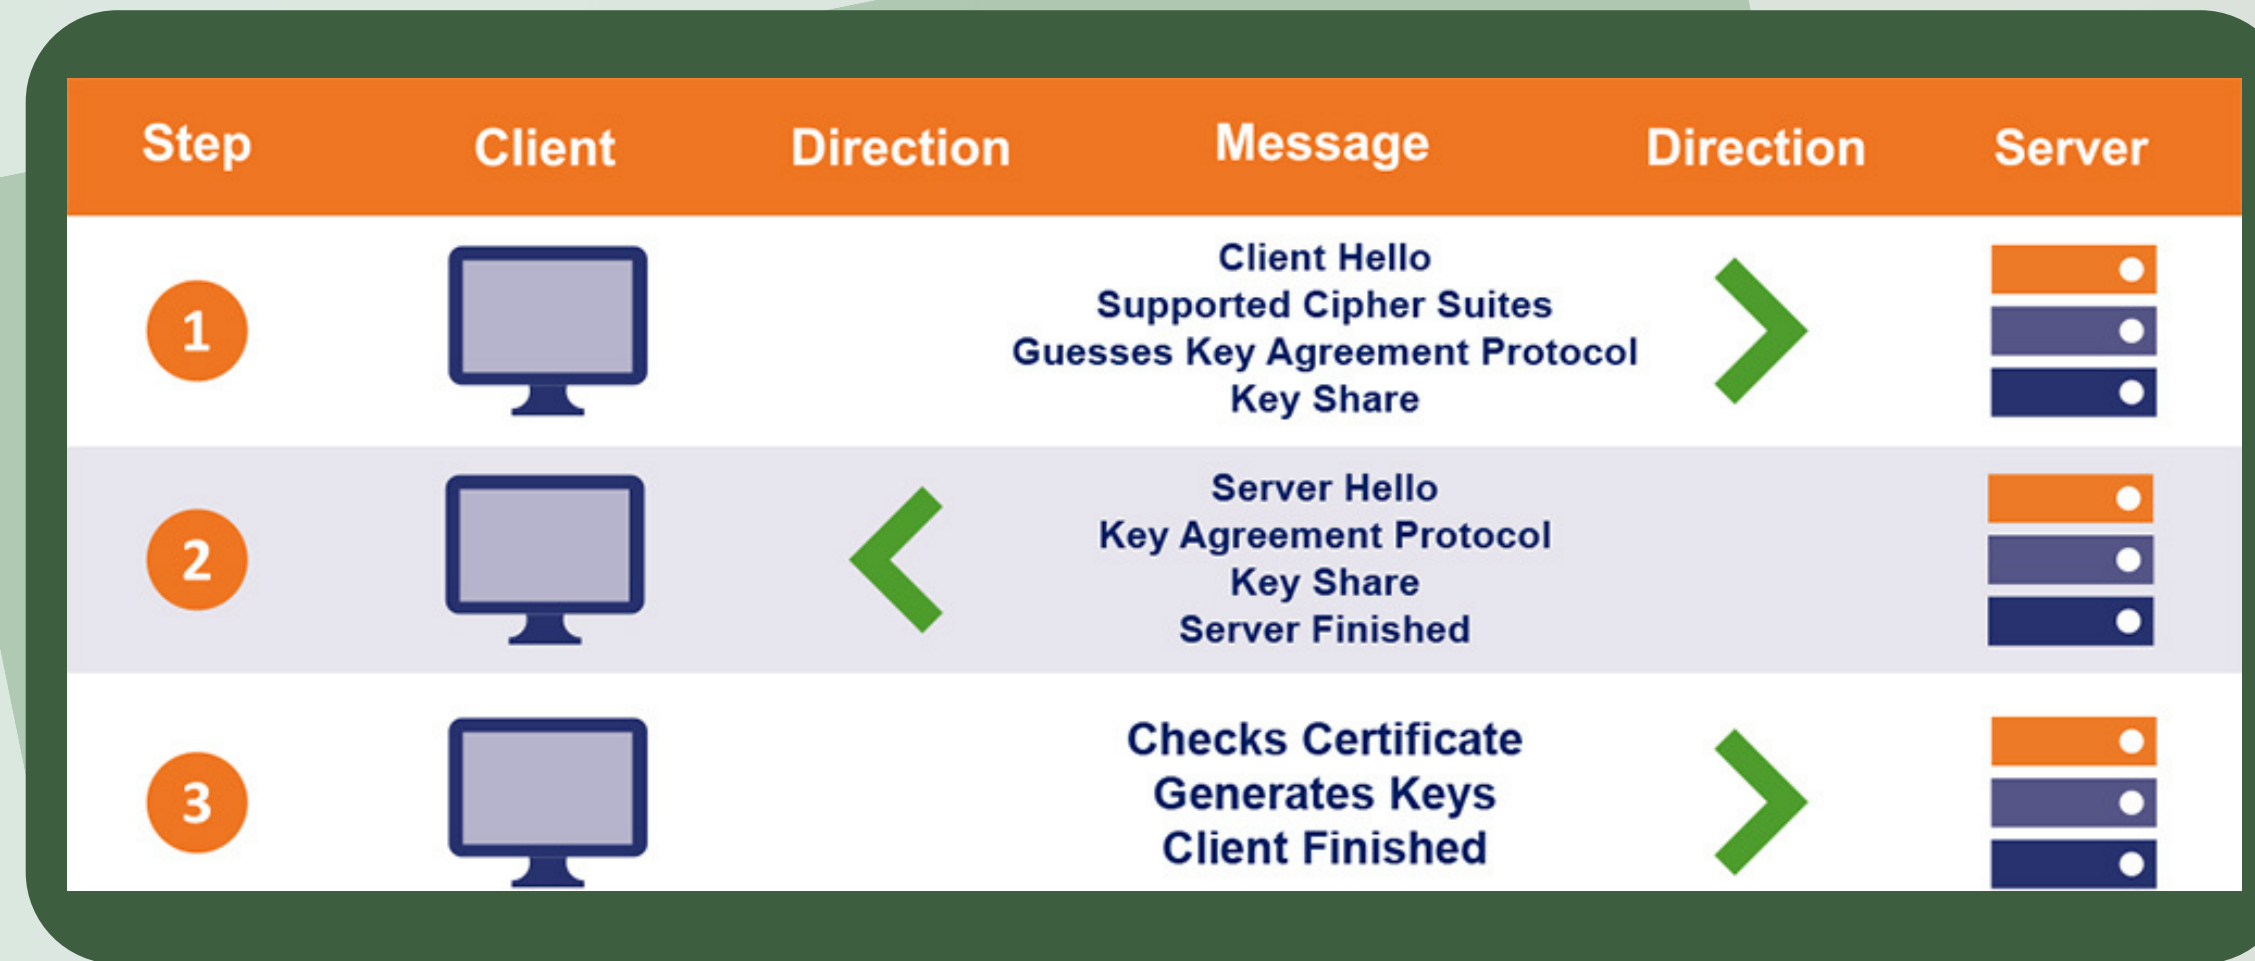 Step Client Direction Message Direction Server
1
Client Hello
Supported Cipher Suites
Guesses Key Agreement Protocol
Key Share
2
Server Hello
Key Agreement Protocol
Key Share
Server Finished
3
Checks Certificate
Generates Keys
Client Finished